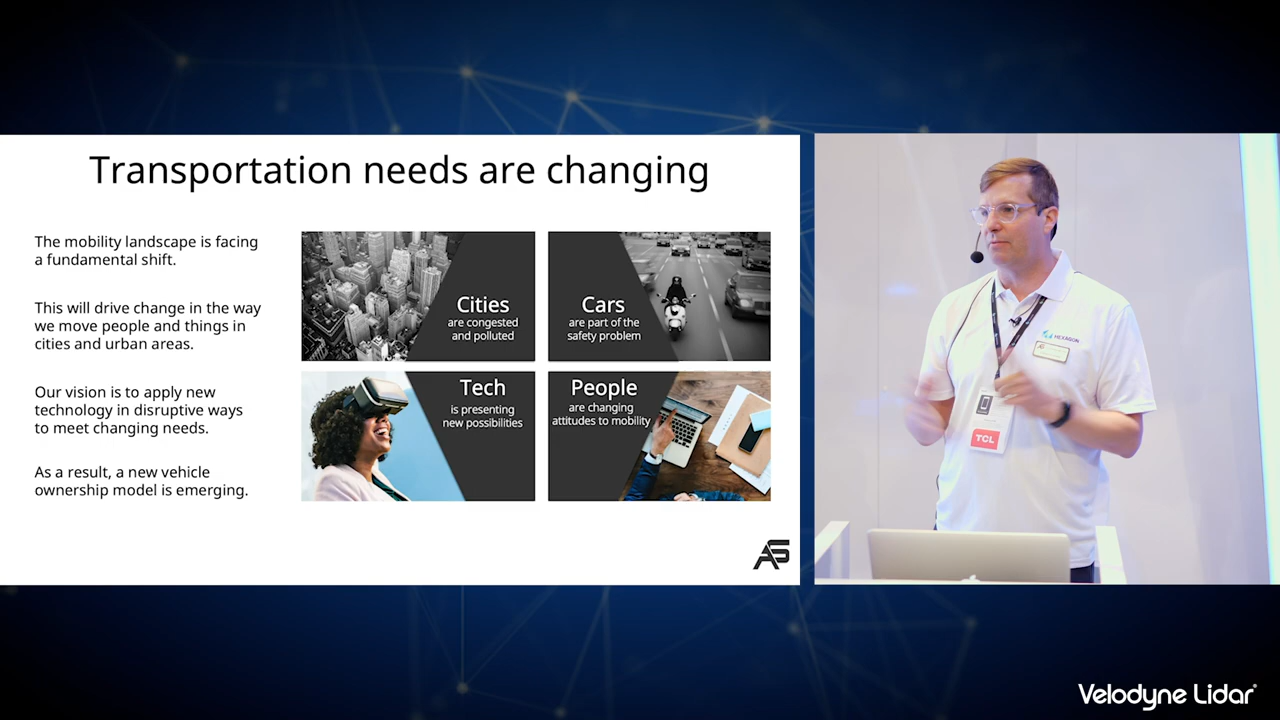 Transportation needs are changing
The mobility landscape is facing
a fundamental shift.
This will drive change in the way
we move people and things in
cities and urban areas.
Our vision is to apply new
technology in disruptive ways
to meet changing needs.
As a result, a new vehicle
ownership model is emerging.
Cities
are congested
and polluted
Cars
are part of the
safety problem
Tech
is presenting
new possibilities
People
are changing
attitudes to mobility
AS
HEXAGON
TCL
Velodyne Lidar